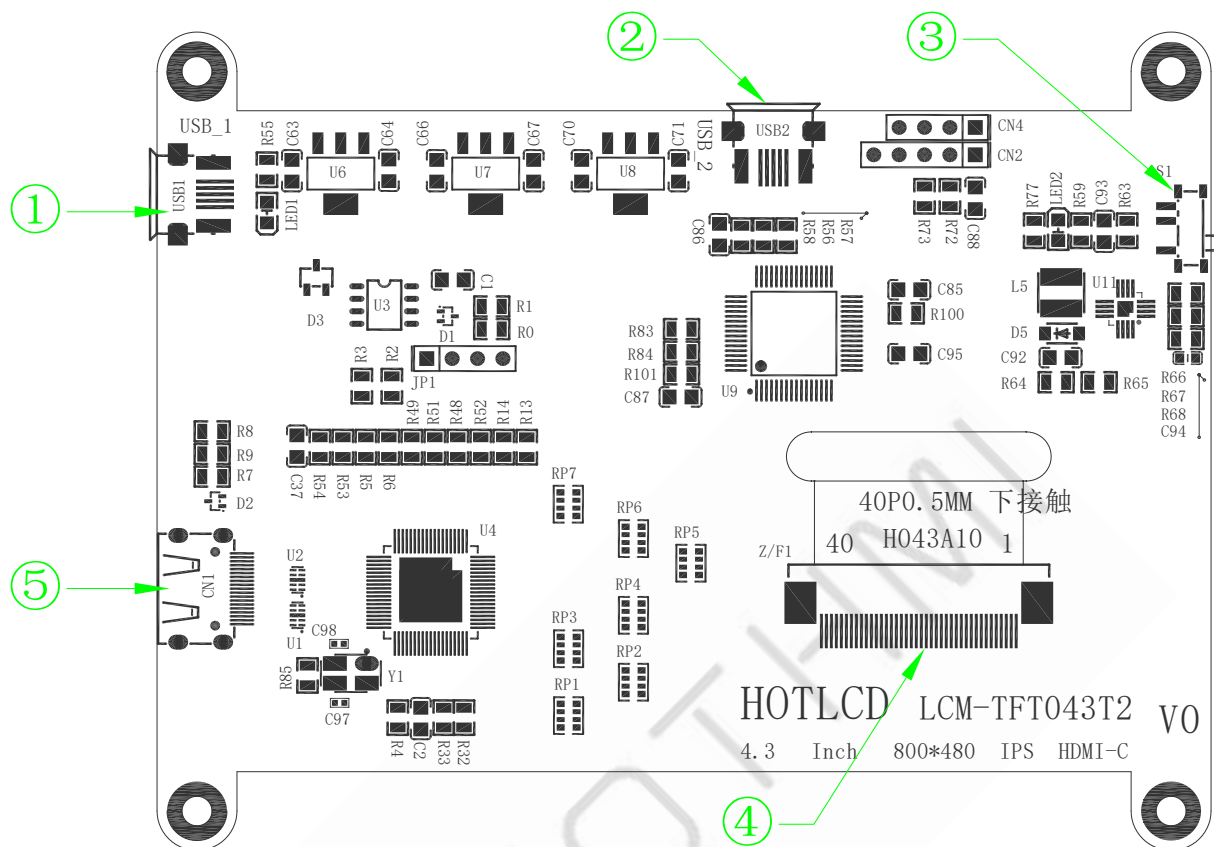 ②
③
①
USB_1
R55
C63
C64
C66
C67
C70
C71
USB_2
USB2
CN4
CN2
USB1
LED1
U6
U7
U8
S1
R77
LED2
R59
C93
R63
C86
R58
R56
R57
R73
R72
C88
D3
U3
C1
D1
R1
R0
JP1
R3
R2
R83
R84
R101
C87
U9
C85
R100
C95
L5
U11
D5
C92
R64
R65
R66
R67
R68
C94
R8
R9
R7
D2
C37
R54
R53
R5
R6
R49
R51
R48
R52
R14
R13
RP7
RP6
RP5
RP4
RP3
RP2
RP1
40P0.5MM 下接触
H043A10
40
1
Z/F1
⑤
CN1
U2
U1
U4
C98
R85
Y1
C97
R4
C2
R33
R32
HOTLCD LCM-TFT043T2 V0
4.3 Inch 800*480 IPS HDMI-C
④